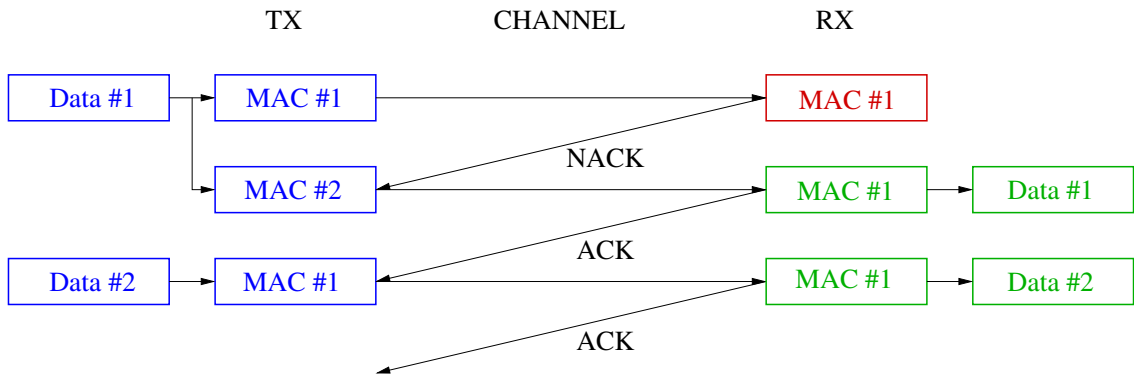 TX CHANNEL RX
Data #1 MAC #1 MAC #1
NACK
MAC #2 MAC #1 Data #1
ACK
Data #2 MAC #1 MAC #1 Data #2
ACK